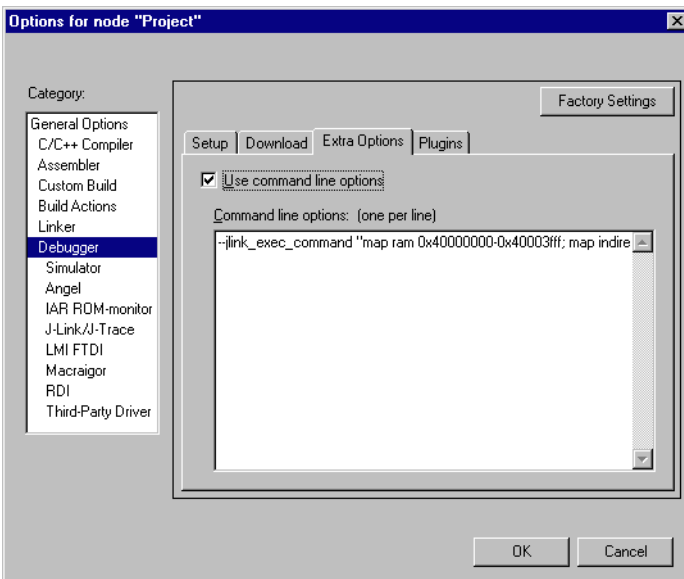 Options for node "Project"
Category:
Factory Settings
General Options
C/C++ Compiler
Assembler
Custom Build
Build Actions
Linker
Debugger
Simulator
Angel
IAR ROM-monitor
J-Link/J-Trace
LMI FTDI
Macraigor
RDI
Third-Party Driver
Setup Download Extra Options Plugins
Use command line options
Command line options: (one per line)
--jlink_exec_command "map ram 0x40000000-0x40003fff; map indire
OK Cancel